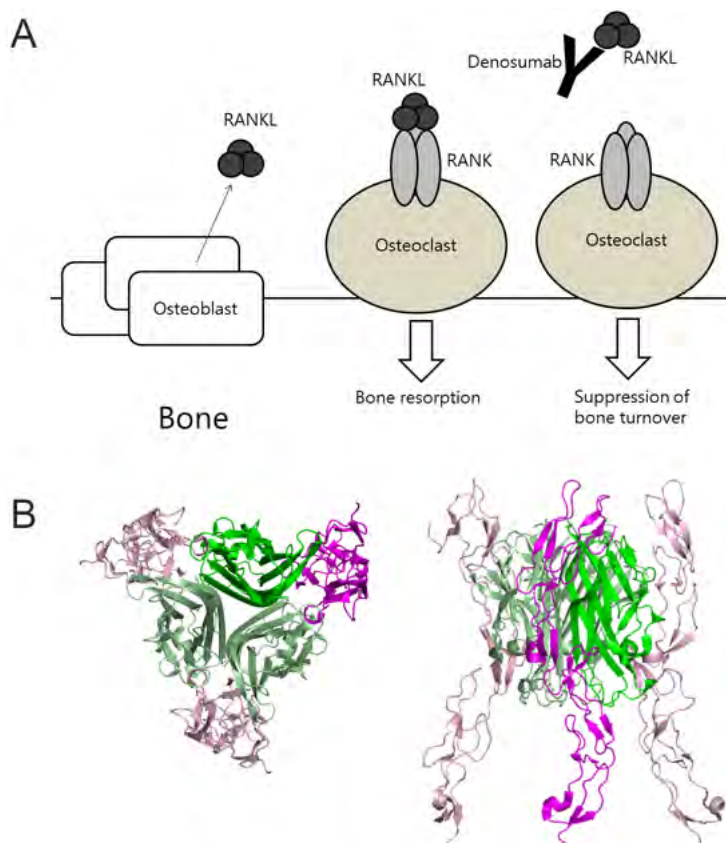 A
Denosumab
RANKL
RANKL
RANKL
RANK
RANK
Osteoclast
Osteoclast
Osteoblast
Bone resorption
Suppression of
bone turnover
Bone
B